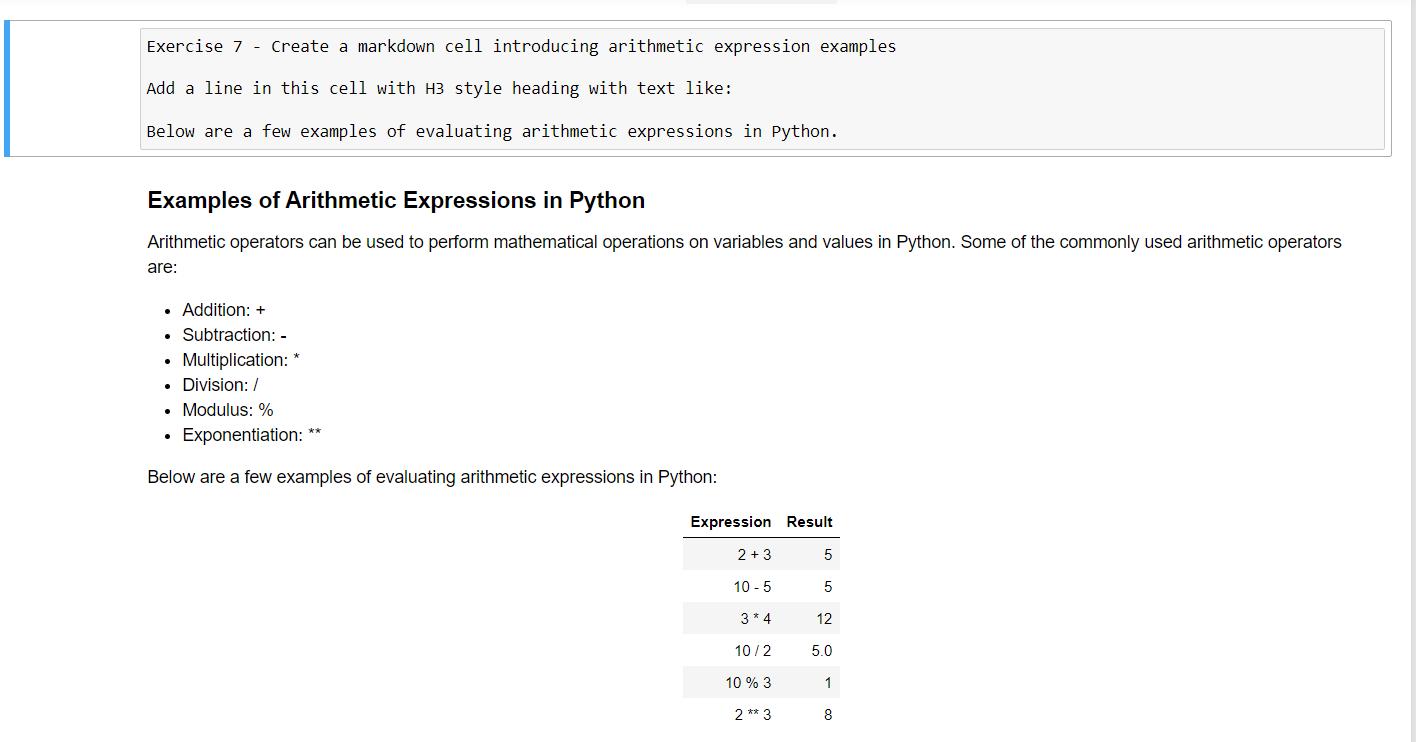 Exercise 7 - Create a markdown cell introducing arithmetic expression examples
Add a line in this cell with H3 style heading with text like:
Below are a few examples of evaluating arithmetic expressions in Python.
Examples of Arithmetic Expressions in Python
Arithmetic operators can be used to perform mathematical operations on variables and values in Python. Some of the commonly used arithmetic operators
are:
• Addition: +
• Subtraction: -
• Multiplication: *
• Division: /
• Modulus: %
• Exponentiation: **
Below are a few examples of evaluating arithmetic expressions in Python:
Expression Result
2 + 3 5
10 - 5 5
3 * 4 12
10 / 2 5.0
10 % 3 1
2 ** 3 8